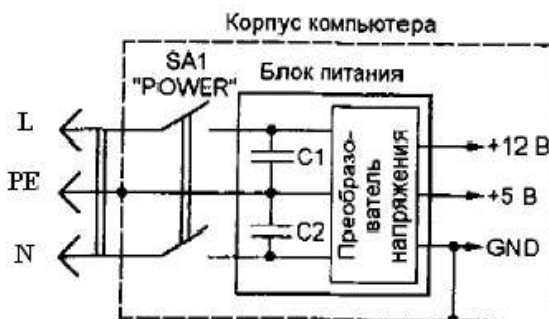 Корпус компьютера
SA1
"POWER"
Блок питания
L
PE
N
C1
C2
Преобразо-
ватель
напряжения
+12 В
+5 В
GND